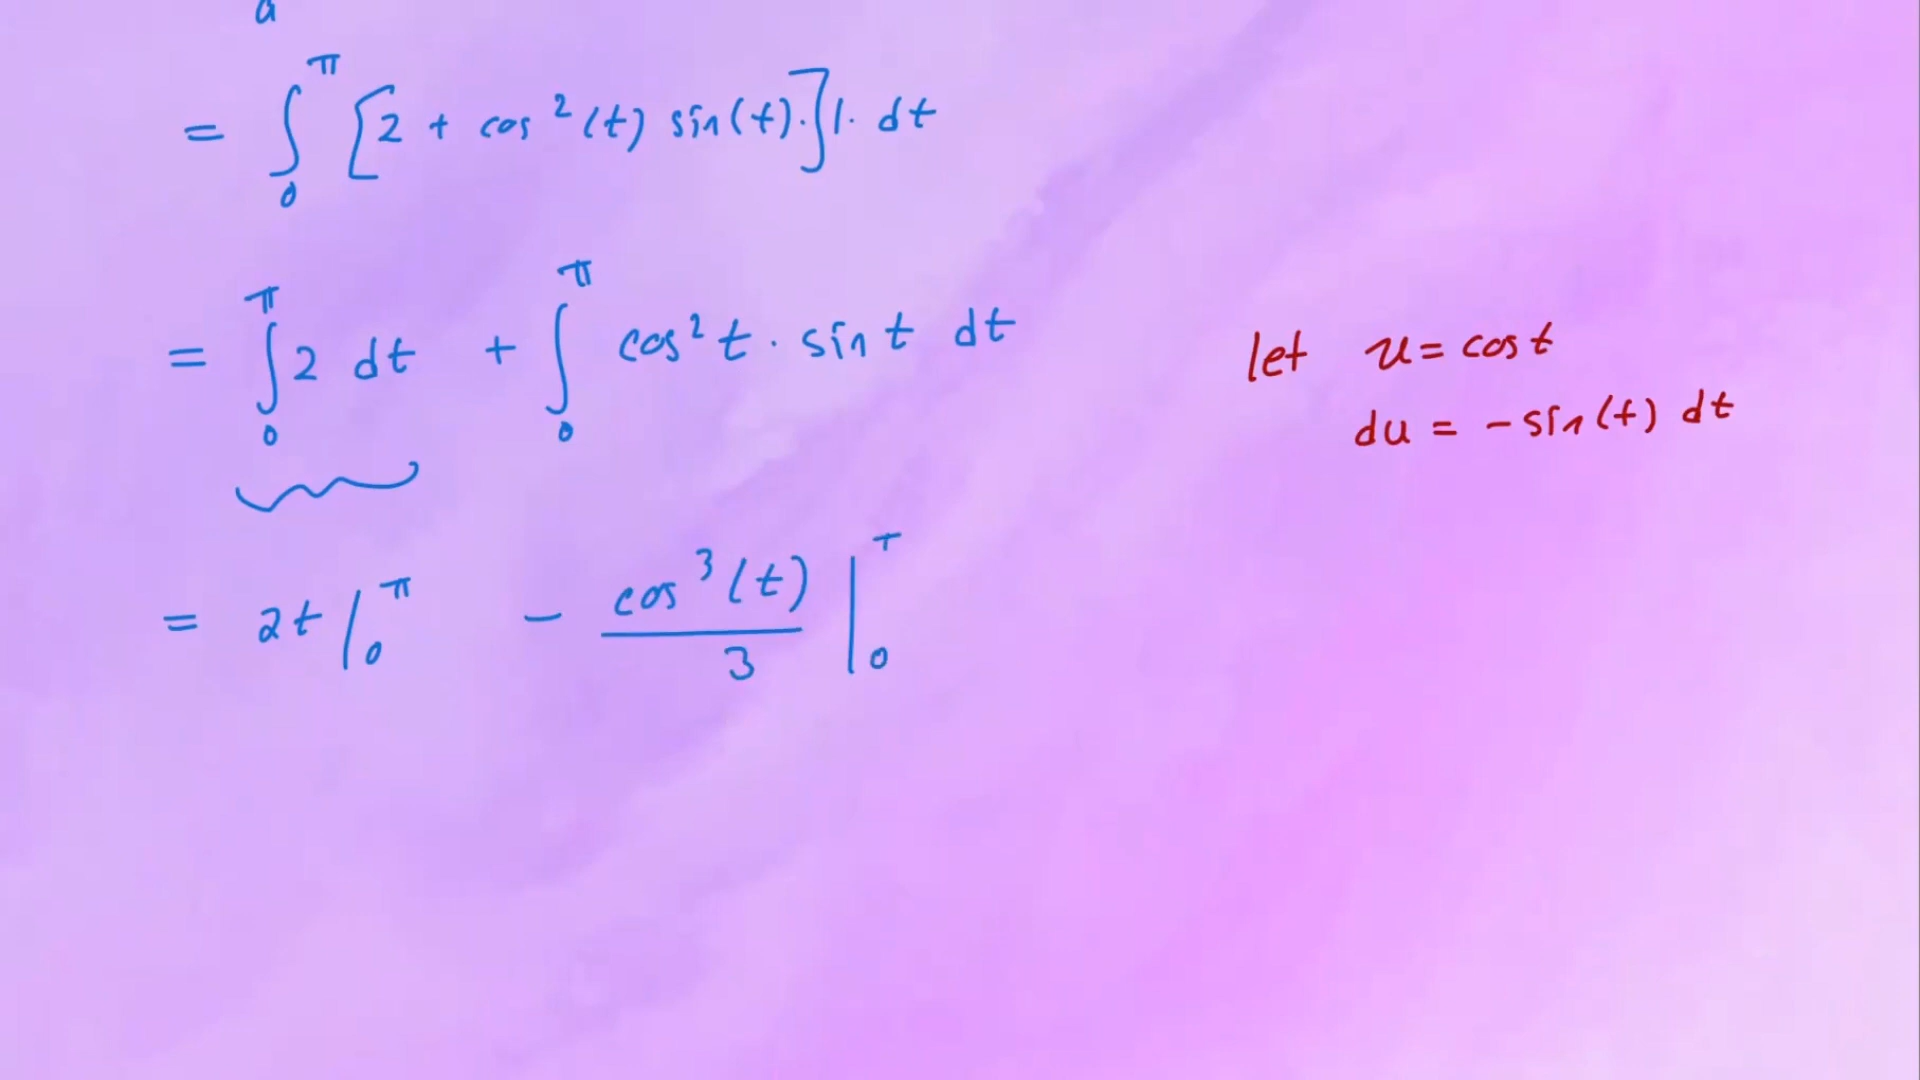 a
= ∫₀^π [2 + cos²(t) sin(t)·]1· dt
= ∫₀^π 2 dt + ∫₀^π cos²t · sin t dt
let u = cos t
du = -sin(t) dt
= 2t |₀^π - cos³(t)/3 |₀^τ